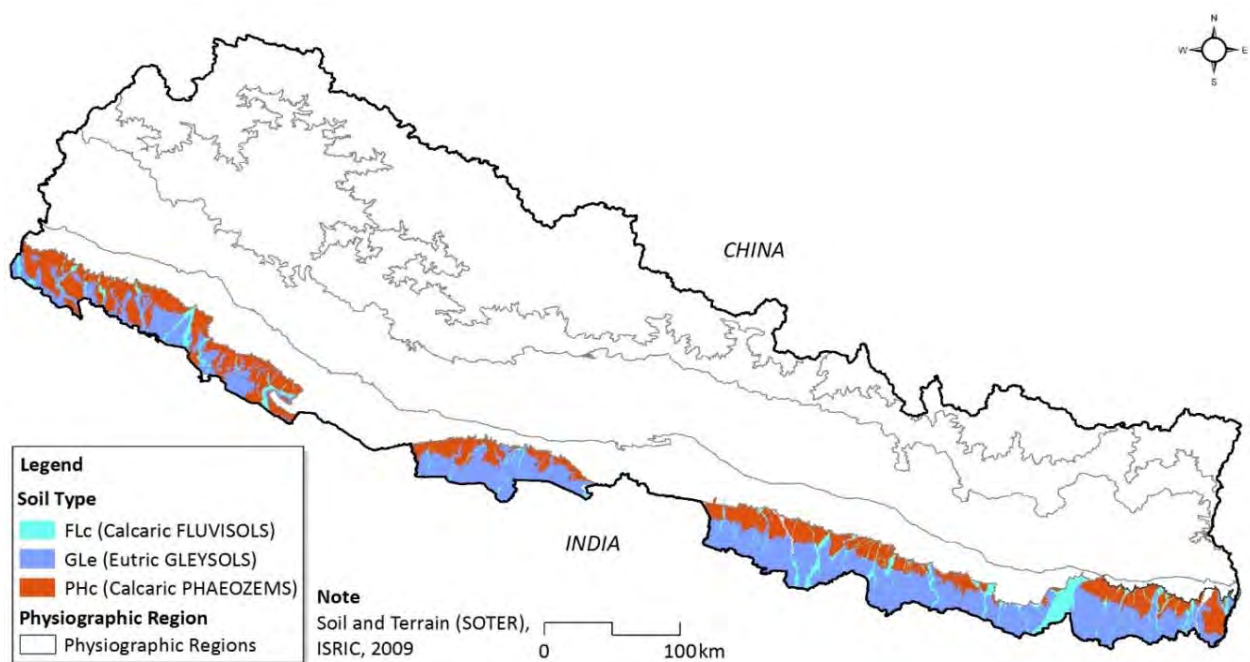 N
W E
S
CHINA
INDIA
Legend
Soil Type
FLc (Calcaric FLUVISOLS)
GLe (Eutric GLEYSOLS)
PHc (Calcaric PHAEOZEMS)
Physiographic Region
Physiographic Regions
Note
Soil and Terrain (SOTER),
ISRIC, 2009
0 100km